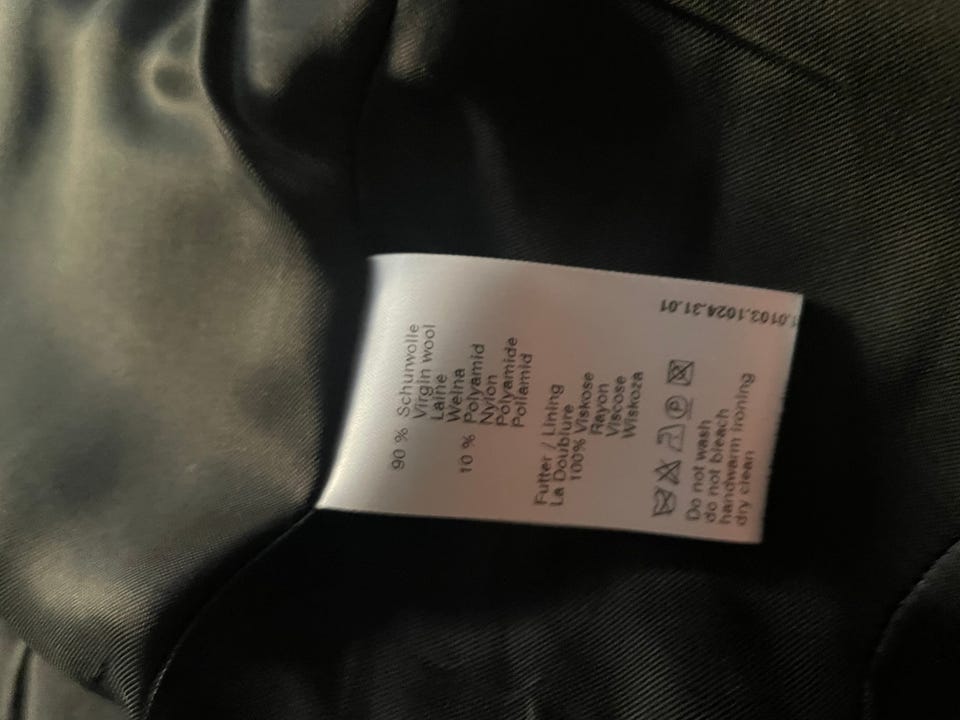 90 % Schurwolle
Virgin wool
Laine
Wełna
10 % Polyamid
Nylon
Polyamide
Poliamid
Futter / Lining
La Doublure
100% Viskose
Rayon
Viscose
Wiskoza
P
Do not wash
do not bleach
handwarm ironing
dry clean
1.0103.1024.31.01